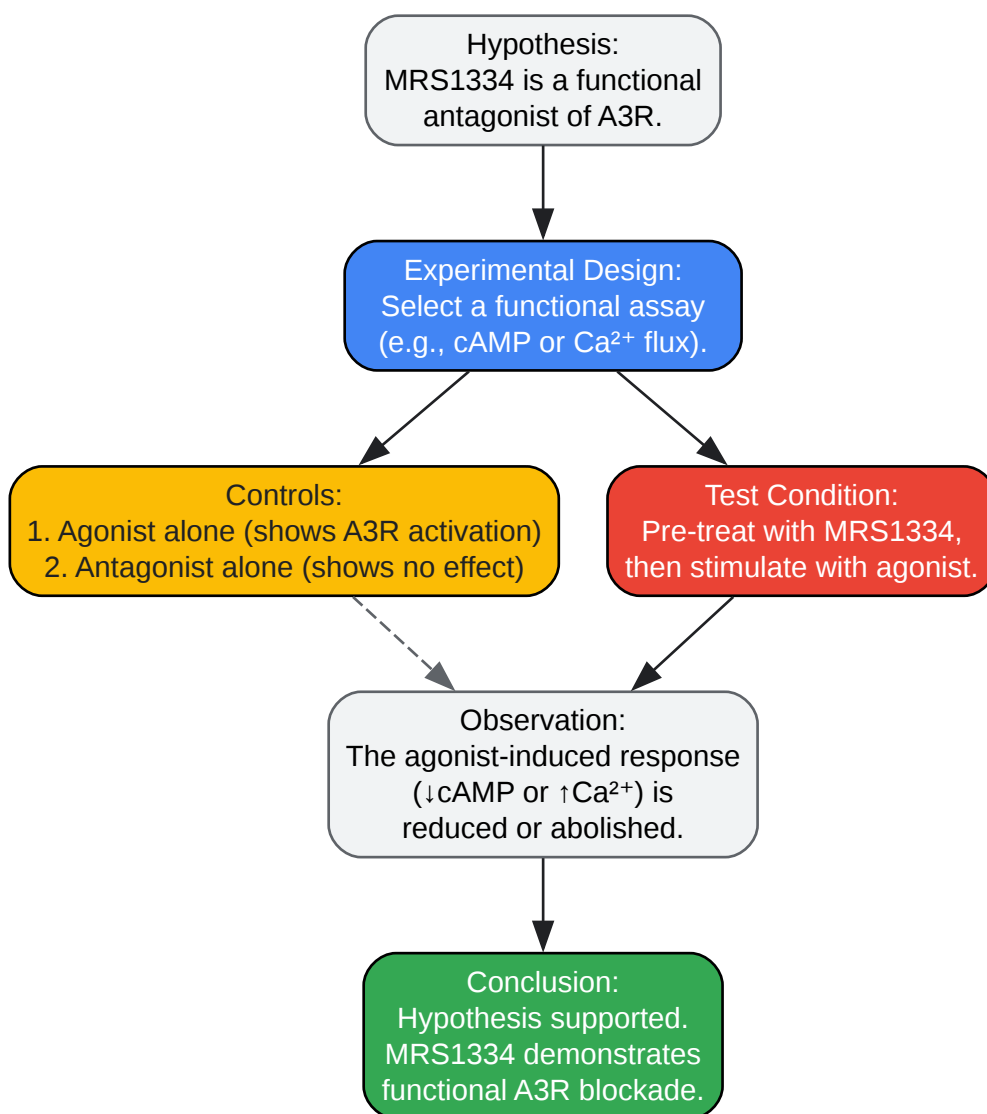 Hypothesis:
MRS1334 is a functional
antagonist of A3R.
Experimental Design:
Select a functional assay
(e.g., cAMP or Ca²⁺ flux).
Controls:
1. Agonist alone (shows A3R activation)
2. Antagonist alone (shows no effect)
Test Condition:
Pre-treat with MRS1334,
then stimulate with agonist.
Observation:
The agonist-induced response
(↓cAMP or ↑Ca²⁺) is
reduced or abolished.
Conclusion:
Hypothesis supported.
MRS1334 demonstrates
functional A3R blockade.